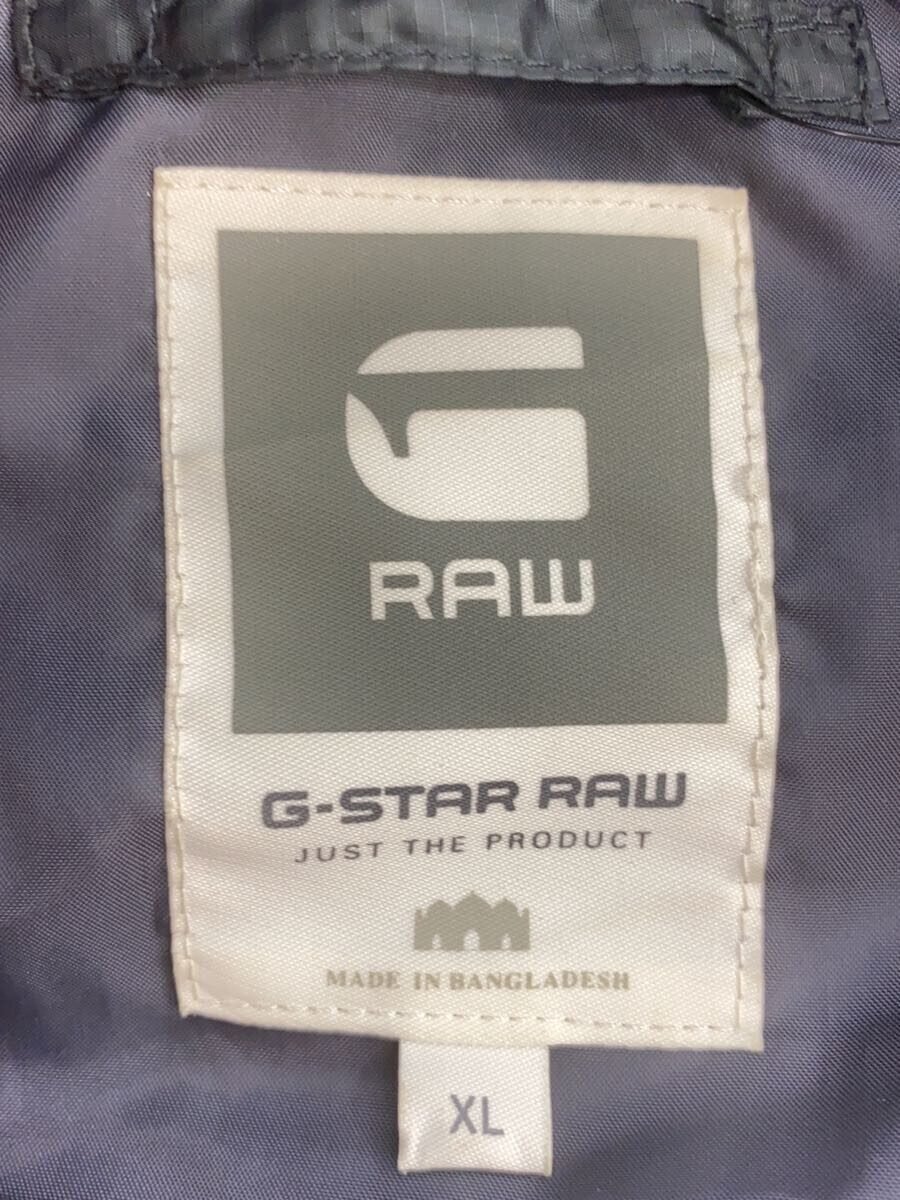 RAW
G-STAR RAW
JUST THE PRODUCT
MADE IN BANGLADESH
XL